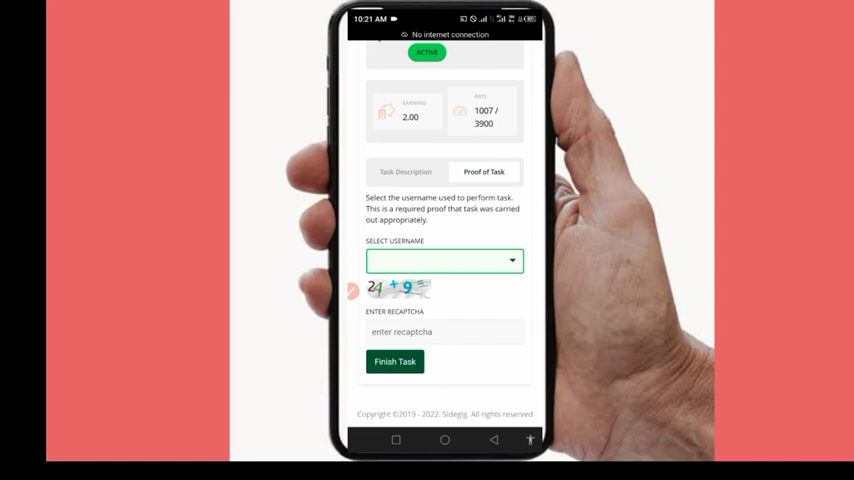 10:21 AM
No internet connection
ACTIVE
EARNING
2.00
RATE
1007 /
3900
Task Description
Proof of Task
Select the username used to perform task.
This is a required proof that task was carried
out appropriately.
SELECT USERNAME
24 + 9 =
ENTER RECAPTCHA
enter recaptcha
Finish Task
Copyright ©2019 - 2022. Sidegig. All rights reserved